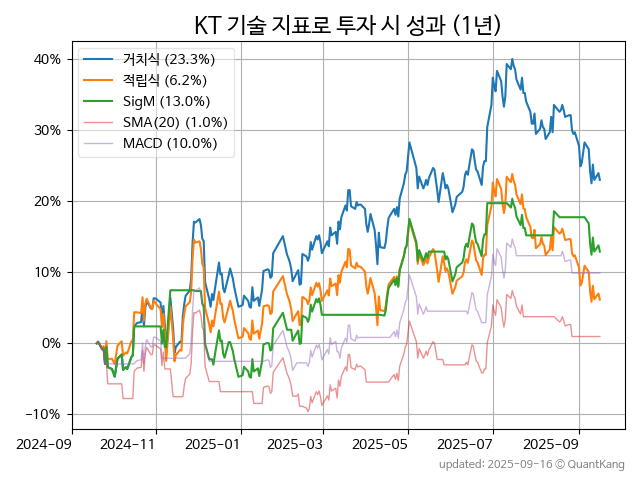 KT 기술 지표로 투자 시 성과 (1년)
거치식 (23.3%)
적립식 (6.2%)
SigM (13.0%)
SMA(20) (1.0%)
MACD (10.0%)
40%
30%
20%
10%
0%
−10%
2024-09 2024-11 2025-01 2025-03 2025-05 2025-07 2025-09
updated: 2025-09-16 © QuantKang